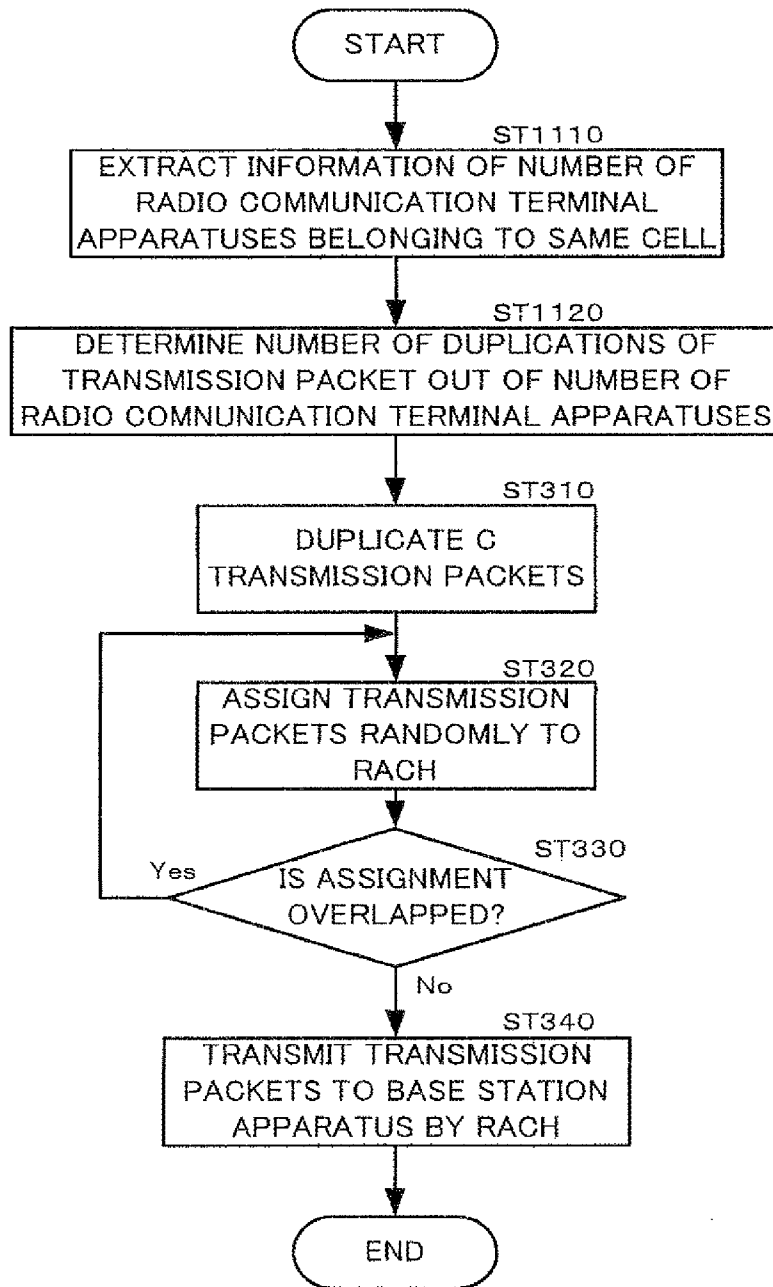 START
ST1110
EXTRACT INFORMATION OF NUMBER OF
RADIO COMMUNICATION TERMINAL
APPARATUSES BELONGING TO SAME CELL
ST1120
DETERMINE NUMBER OF DUPLICATIONS OF
TRANSMISSION PACKET OUT OF NUMBER OF
RADIO COMNUNICATION TERMINAL APPARATUSES
ST310
DUPLICATE C
TRANSMISSION PACKETS
ST320
ASSIGN TRANSMISSION
PACKETS RANDOMLY TO
RACH
ST330
Yes
IS ASSIGNMENT
OVERLAPPED?
No
ST340
TRANSMIT TRANSMISSION
PACKETS TO BASE STATION
APPARATUS BY RACH
END